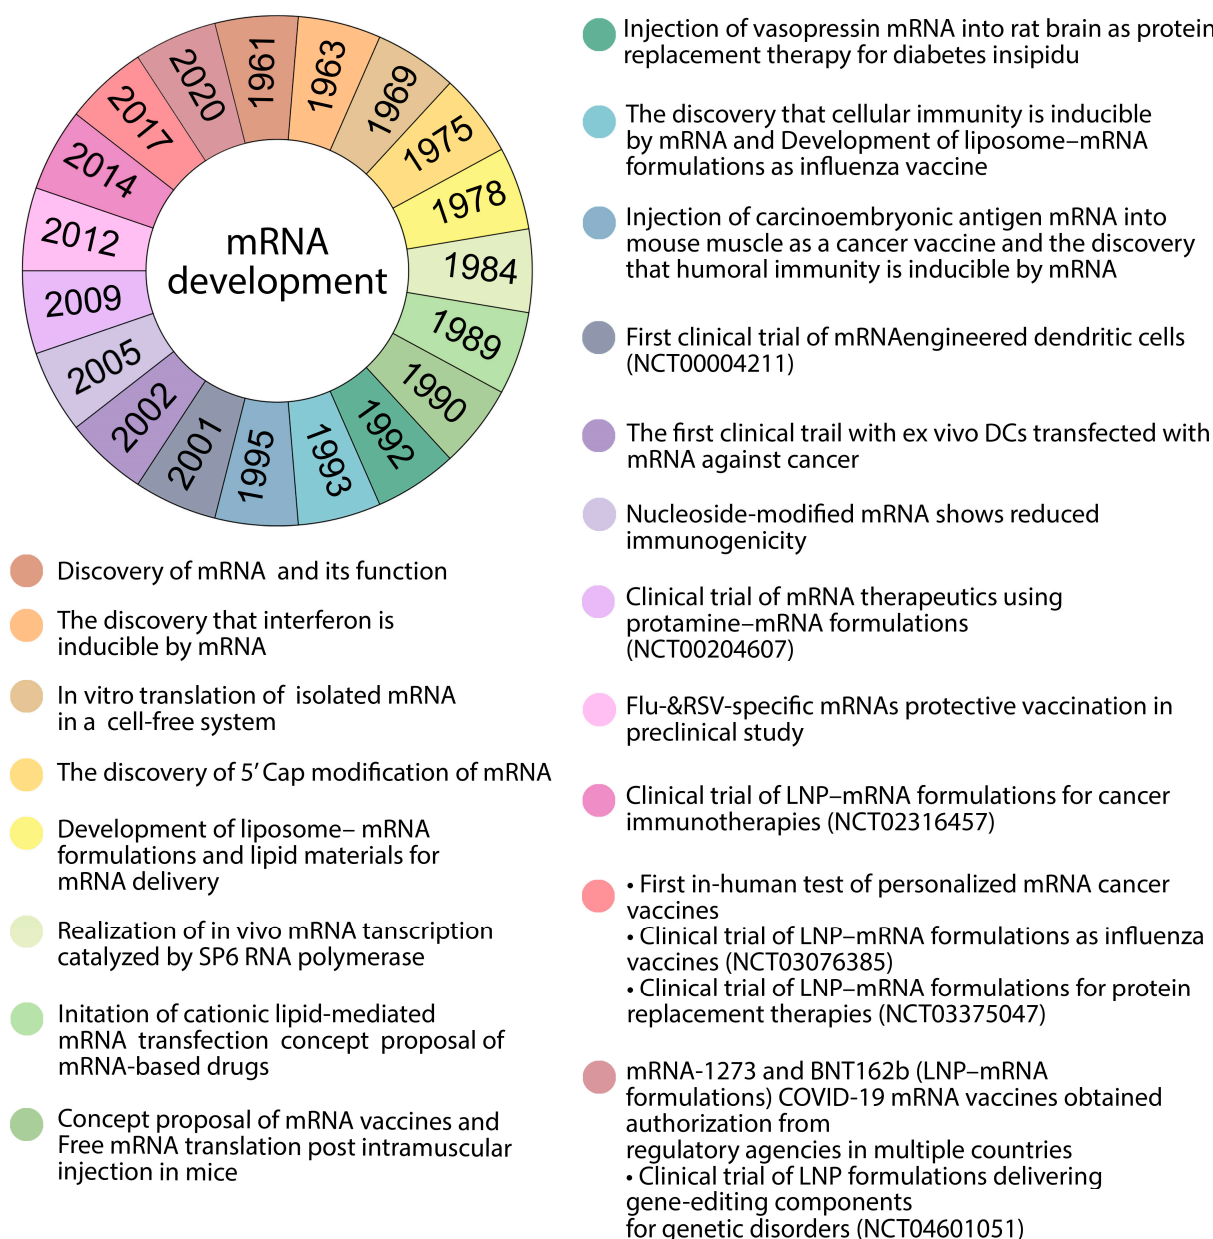 1961
1963
1969
1975
1978
1984
1989
1990
1992
1993
1995
2001
2002
2005
2009
2012
2014
2017
2020
mRNA
development
Discovery of mRNA and its function
The discovery that interferon is
inducible by mRNA
In vitro translation of isolated mRNA
in a cell-free system
The discovery of 5' Cap modification of mRNA
Development of liposome– mRNA
formulations and lipid materials for
mRNA delivery
Realization of in vivo mRNA tanscription
catalyzed by SP6 RNA polymerase
Initation of cationic lipid-mediated
mRNA transfection concept proposal of
mRNA-based drugs
Concept proposal of mRNA vaccines and
Free mRNA translation post intramuscular
injection in mice
Injection of vasopressin mRNA into rat brain as protein
replacement therapy for diabetes insipidu
The discovery that cellular immunity is inducible
by mRNA and Development of liposome–mRNA
formulations as influenza vaccine
Injection of carcinoembryonic antigen mRNA into
mouse muscle as a cancer vaccine and the discovery
that humoral immunity is inducible by mRNA
First clinical trial of mRNAengineered dendritic cells
(NCT00004211)
The first clinical trail with ex vivo DCs transfected with
mRNA against cancer
Nucleoside-modified mRNA shows reduced
immunogenicity
Clinical trial of mRNA therapeutics using
protamine–mRNA formulations
(NCT00204607)
Flu-&RSV-specific mRNAs protective vaccination in
preclinical study
Clinical trial of LNP–mRNA formulations for cancer
immunotherapies (NCT02316457)
• First in-human test of personalized mRNA cancer
vaccines
• Clinical trial of LNP–mRNA formulations as influenza
vaccines (NCT03076385)
• Clinical trial of LNP–mRNA formulations for protein
replacement therapies (NCT03375047)
mRNA-1273 and BNT162b (LNP–mRNA
formulations) COVID-19 mRNA vaccines obtained
authorization from
regulatory agencies in multiple countries
• Clinical trial of LNP formulations delivering
gene-editing components
for genetic disorders (NCT04601051)